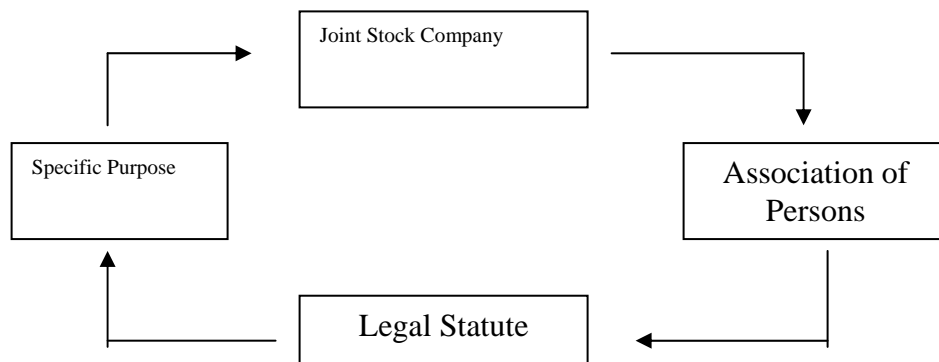 Joint Stock Company
Specific Purpose
Association of
Persons
Legal Statute